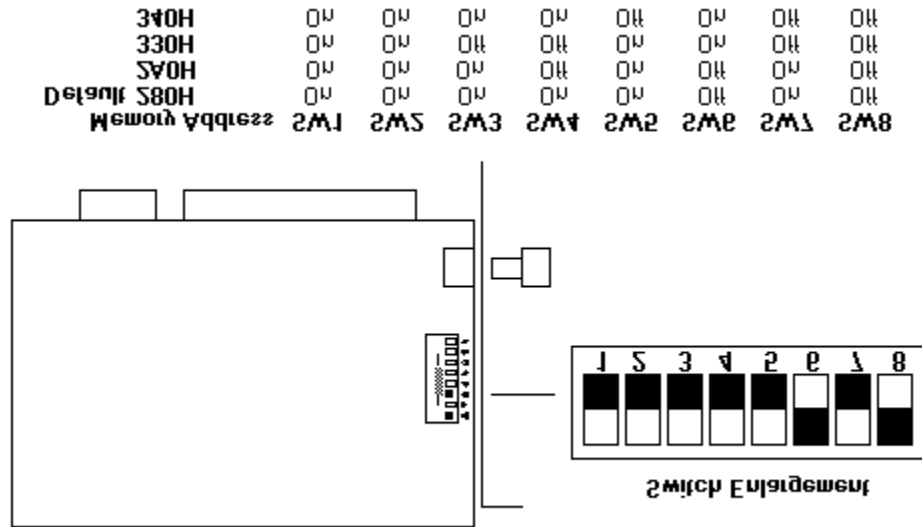 Switch Enlargement
1 2 3 4 5 6 7 8
Memory Address SW1 SW2 SW3 SW4 SW5 SW6 SW7 SW8
Default 280H On On On On On Off On Off
2A0H On On On Off On Off On Off
330H On On Off Off On On Off Off
340H On On On On Off On Off Off